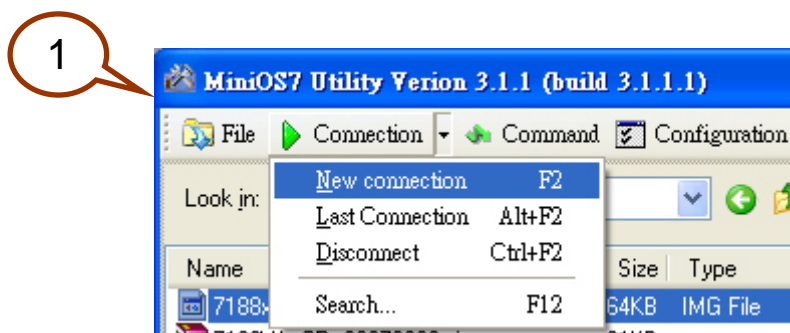 1
MiniOS7 Utility Verion 3.1.1 (build 3.1.1.1)
File Connection Command Configuration
New connection F2
Look in:
Last Connection Alt+F2
Disconnect Ctrl+F2
Name Size Type
Search... F12
7188x 64KB IMG File